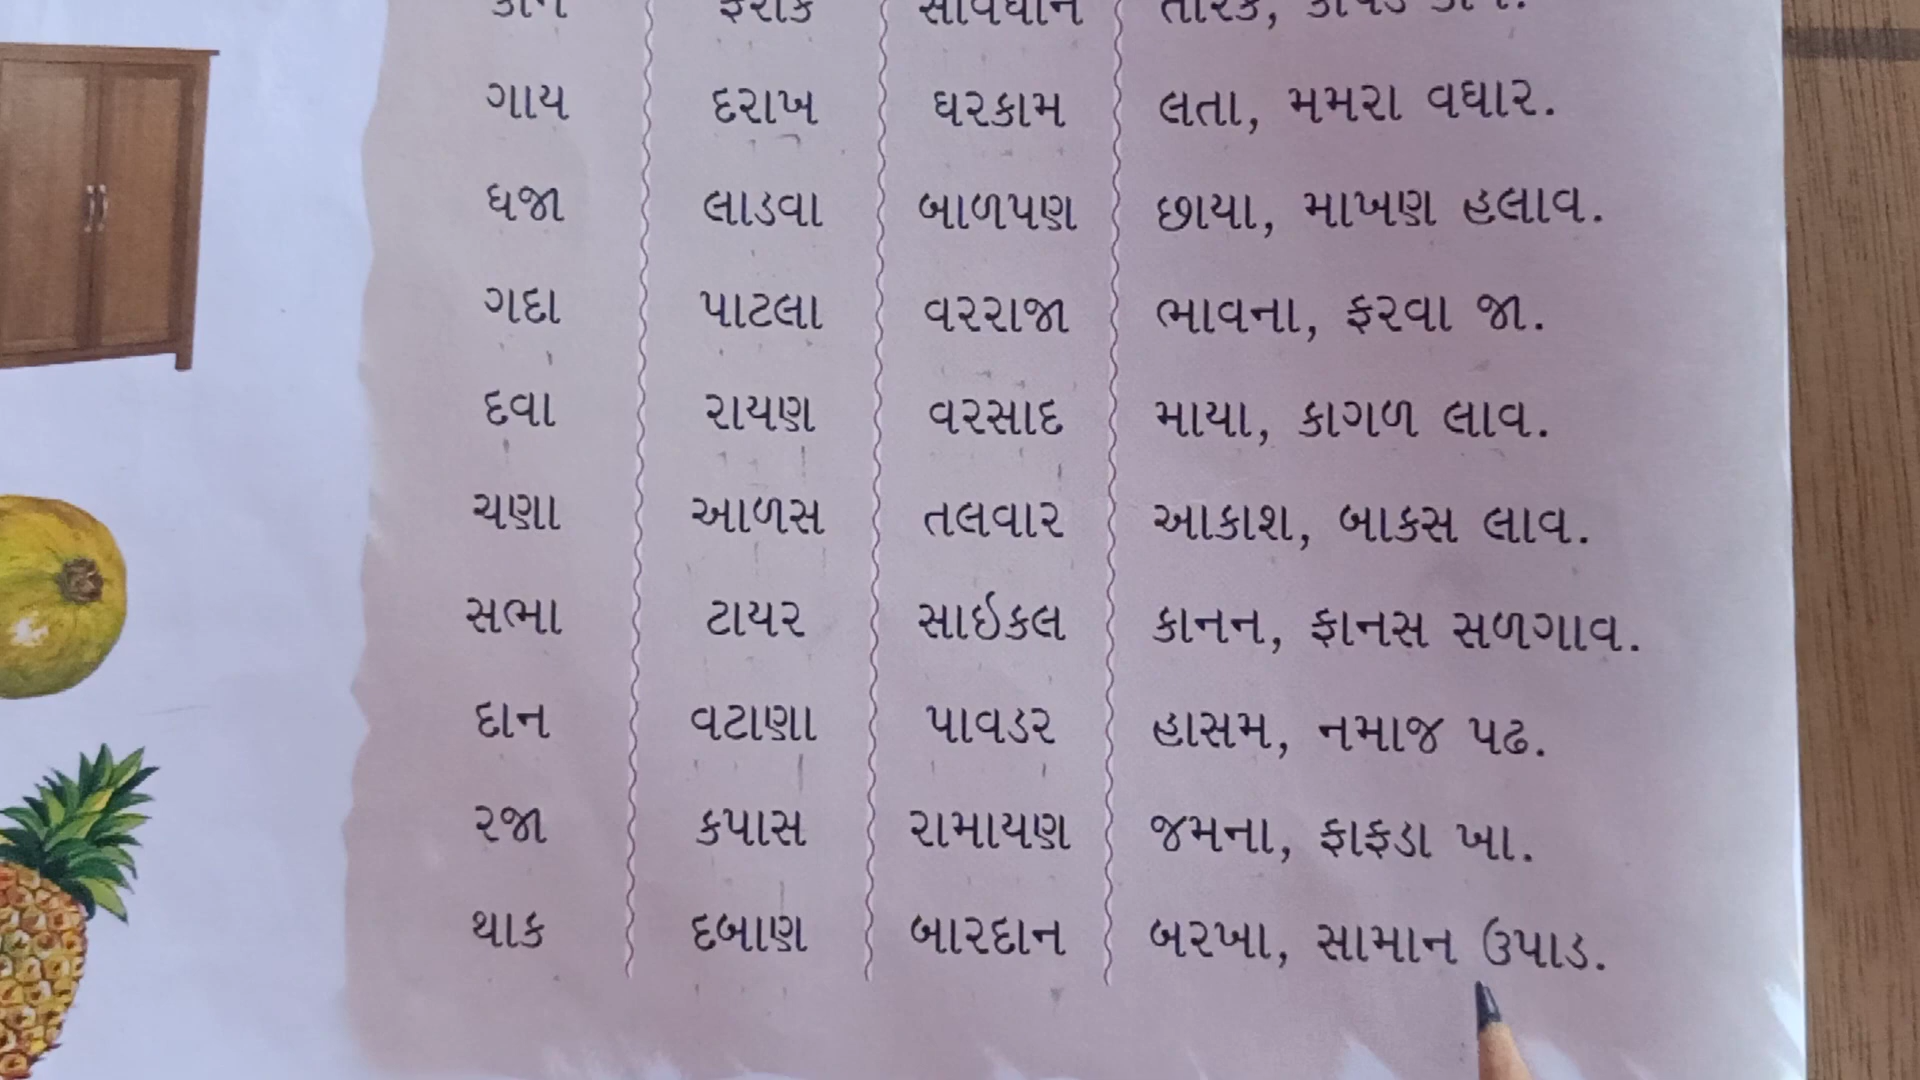 ગાય દરાખ ઘરકામ લતા, મમરા વઘાર.
ધજા લાડવા બાળપણ છાયા, માખણ હલાવ.
ગદા પાટલા વરરાજા ભાવના, ફરવા જા.
દવા રાયણ વરસાદ માયા, કાગળ લાવ.
ચણા આળસ તલવાર આકાશ, બાકસ લાવ.
સભા ટાયર સાઇકલ કાનન, ફાનસ સળગાવ.
દાન વટાણા પાવડર હાસમ, નમાજ પઢ.
રજા કપાસ રામાયણ જમના, ફાફડા ખા.
થાક દબાણ બારદાન બરખા, સામાન ઉપાડ.